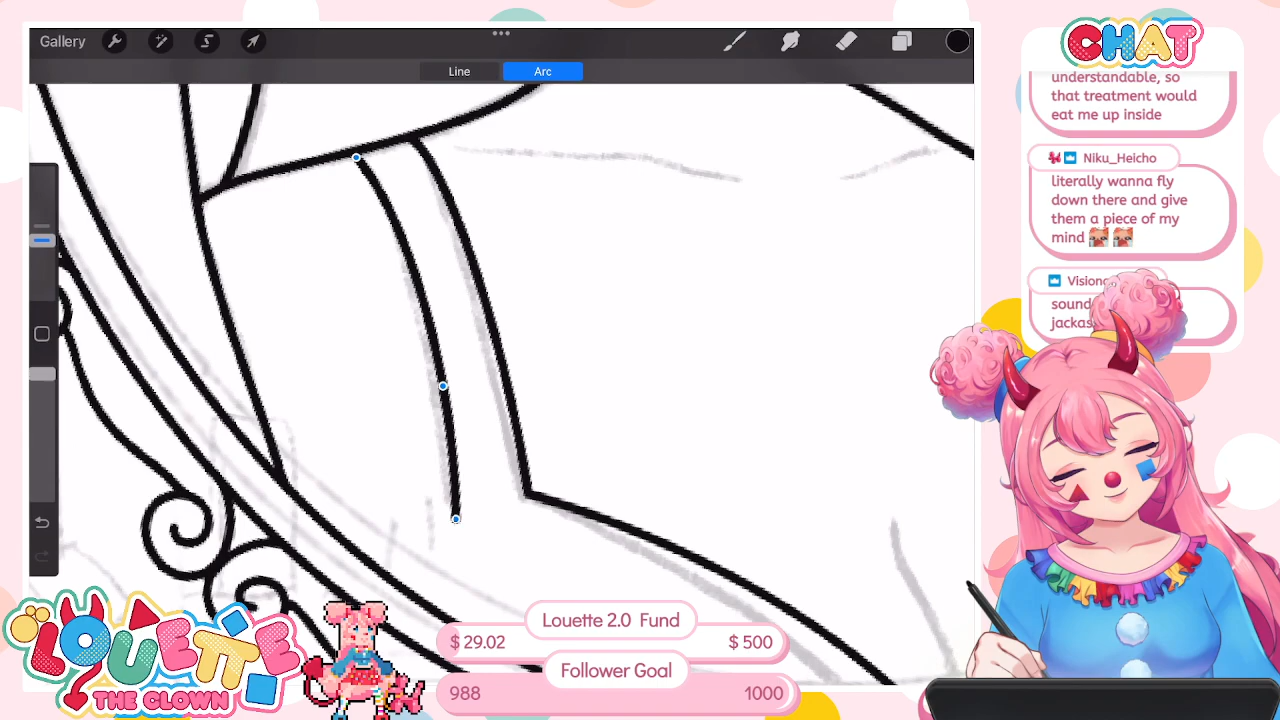 Gallery
Line
Arc
CHAT
understandable, so
that treatment would
eat me up inside
Niku_Heicho
literally wanna fly
down there and give
them a piece of my
mind
sound
jackas
Louette 2.0 Fund
$ 29.02
$ 500
Follower Goal
988
1000
LOUETTE
THE CLOWN